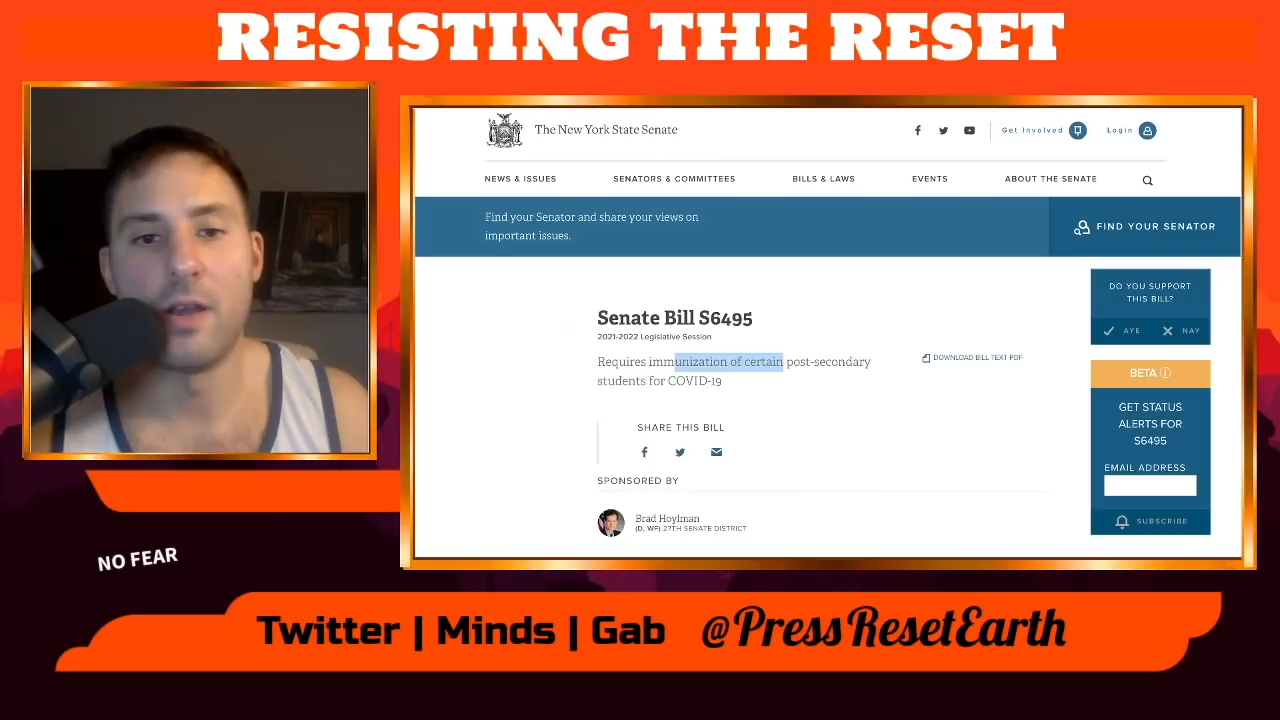 RESISTING THE RESET
The New York State Senate
Get Involved
Login
NEWS & ISSUES
SENATORS & COMMITTEES
BILLS & LAWS
EVENTS
ABOUT THE SENATE
Find your Senator and share your views on
important issues.
FIND YOUR SENATOR
Senate Bill S6495
2021-2022 Legislative Session
Requires immunization of certain post-secondary
students for COVID-19
DOWNLOAD BILL TEXT PDF
SHARE THIS BILL
SPONSORED BY
Brad Hoylman
(D, WF) 27TH SENATE DISTRICT
DO YOU SUPPORT
THIS BILL?
AYE
NAY
BETA
GET STATUS
ALERTS FOR
S6495
EMAIL ADDRESS
SUBSCRIBE
NO FEAR
Twitter | Minds | Gab @PressResetEarth